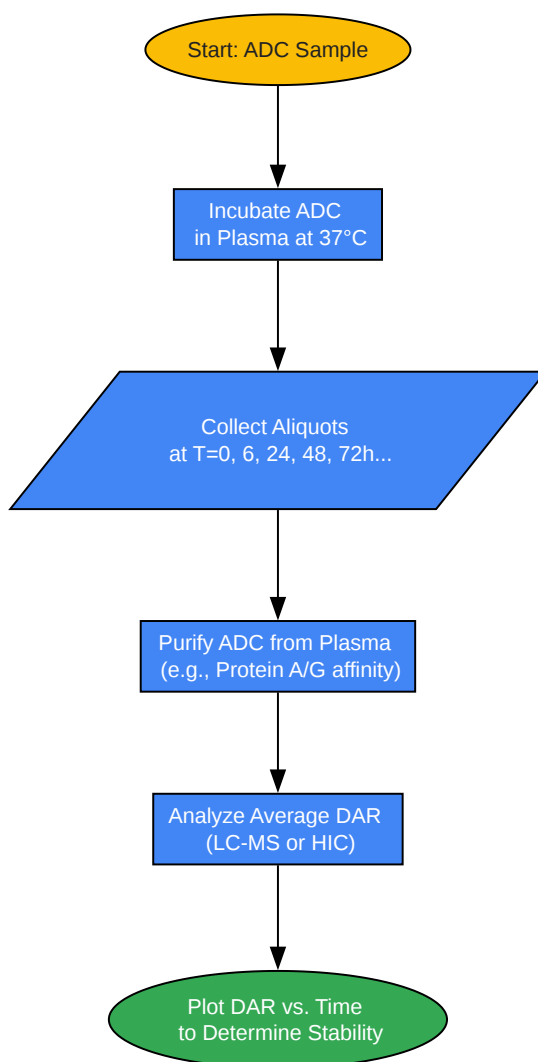 Start: ADC Sample
Incubate ADC
in Plasma at 37°C
Collect Aliquots
at T=0, 6, 24, 48, 72h...
Purify ADC from Plasma
(e.g., Protein A/G affinity)
Analyze Average DAR
(LC-MS or HIC)
Plot DAR vs. Time
to Determine Stability